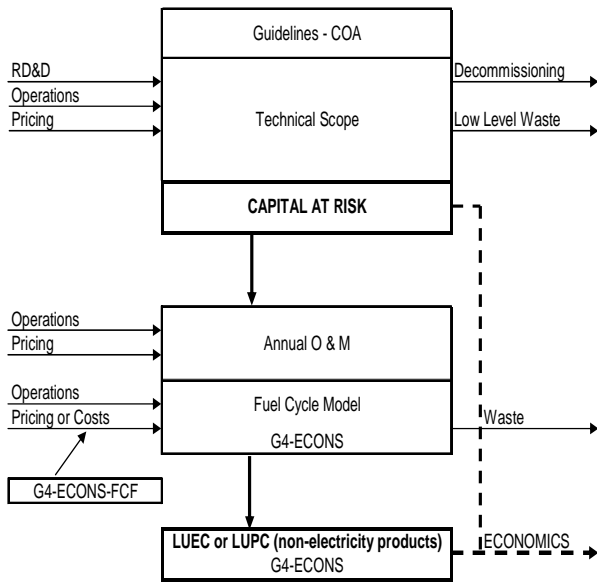 Guidelines - COA
RD&D
Operations
Pricing
Technical Scope
Decommissioning
Low Level Waste
CAPITAL AT RISK
Operations
Pricing
Annual O & M
Operations
Pricing or Costs
Fuel Cycle Model
G4-ECONS
Waste
G4-ECONS-FCF
LUEC or LUPC (non-electricity products)
G4-ECONS
ECONOMICS